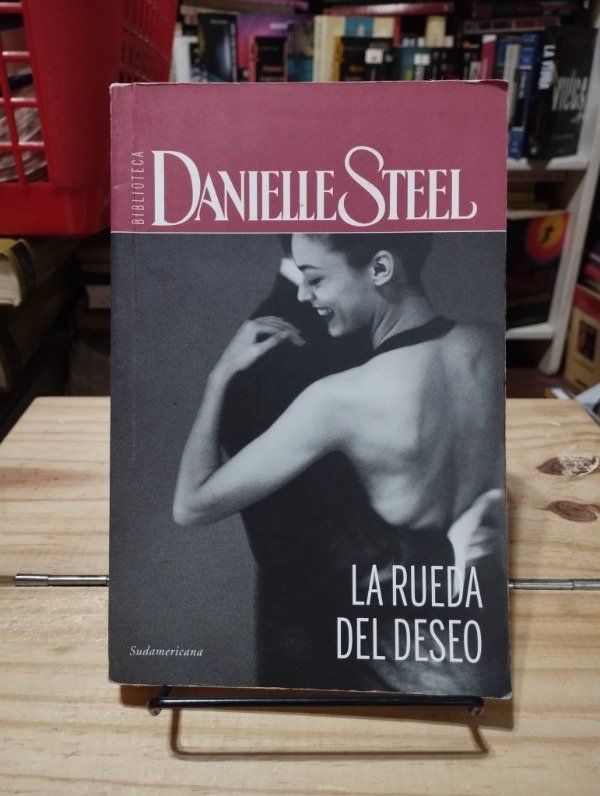 BIBLIOTECA
DANIELLE STEEL
LA RUEDA
DEL DESEO
Sudamericana